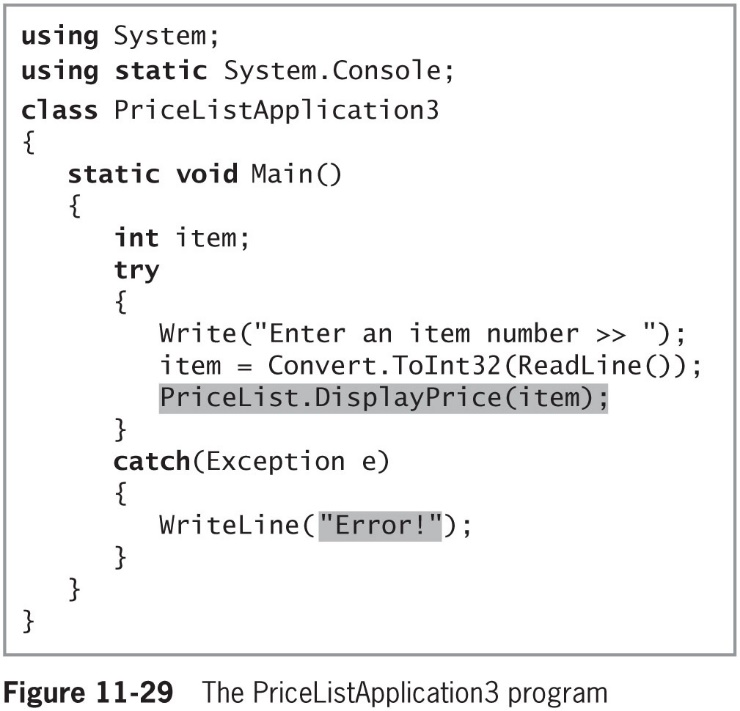 using System;
using static System.Console;
class PriceListApplication3
{
static void Main()
{
int item;
try
{
Write("Enter an item number >> ");
item = Convert.ToInt32(ReadLine());
PriceList.DisplayPrice(item);
}
catch(Exception e)
{
WriteLine("Error!");
}
}
}
Figure 11-29 The PriceListApplication3 program